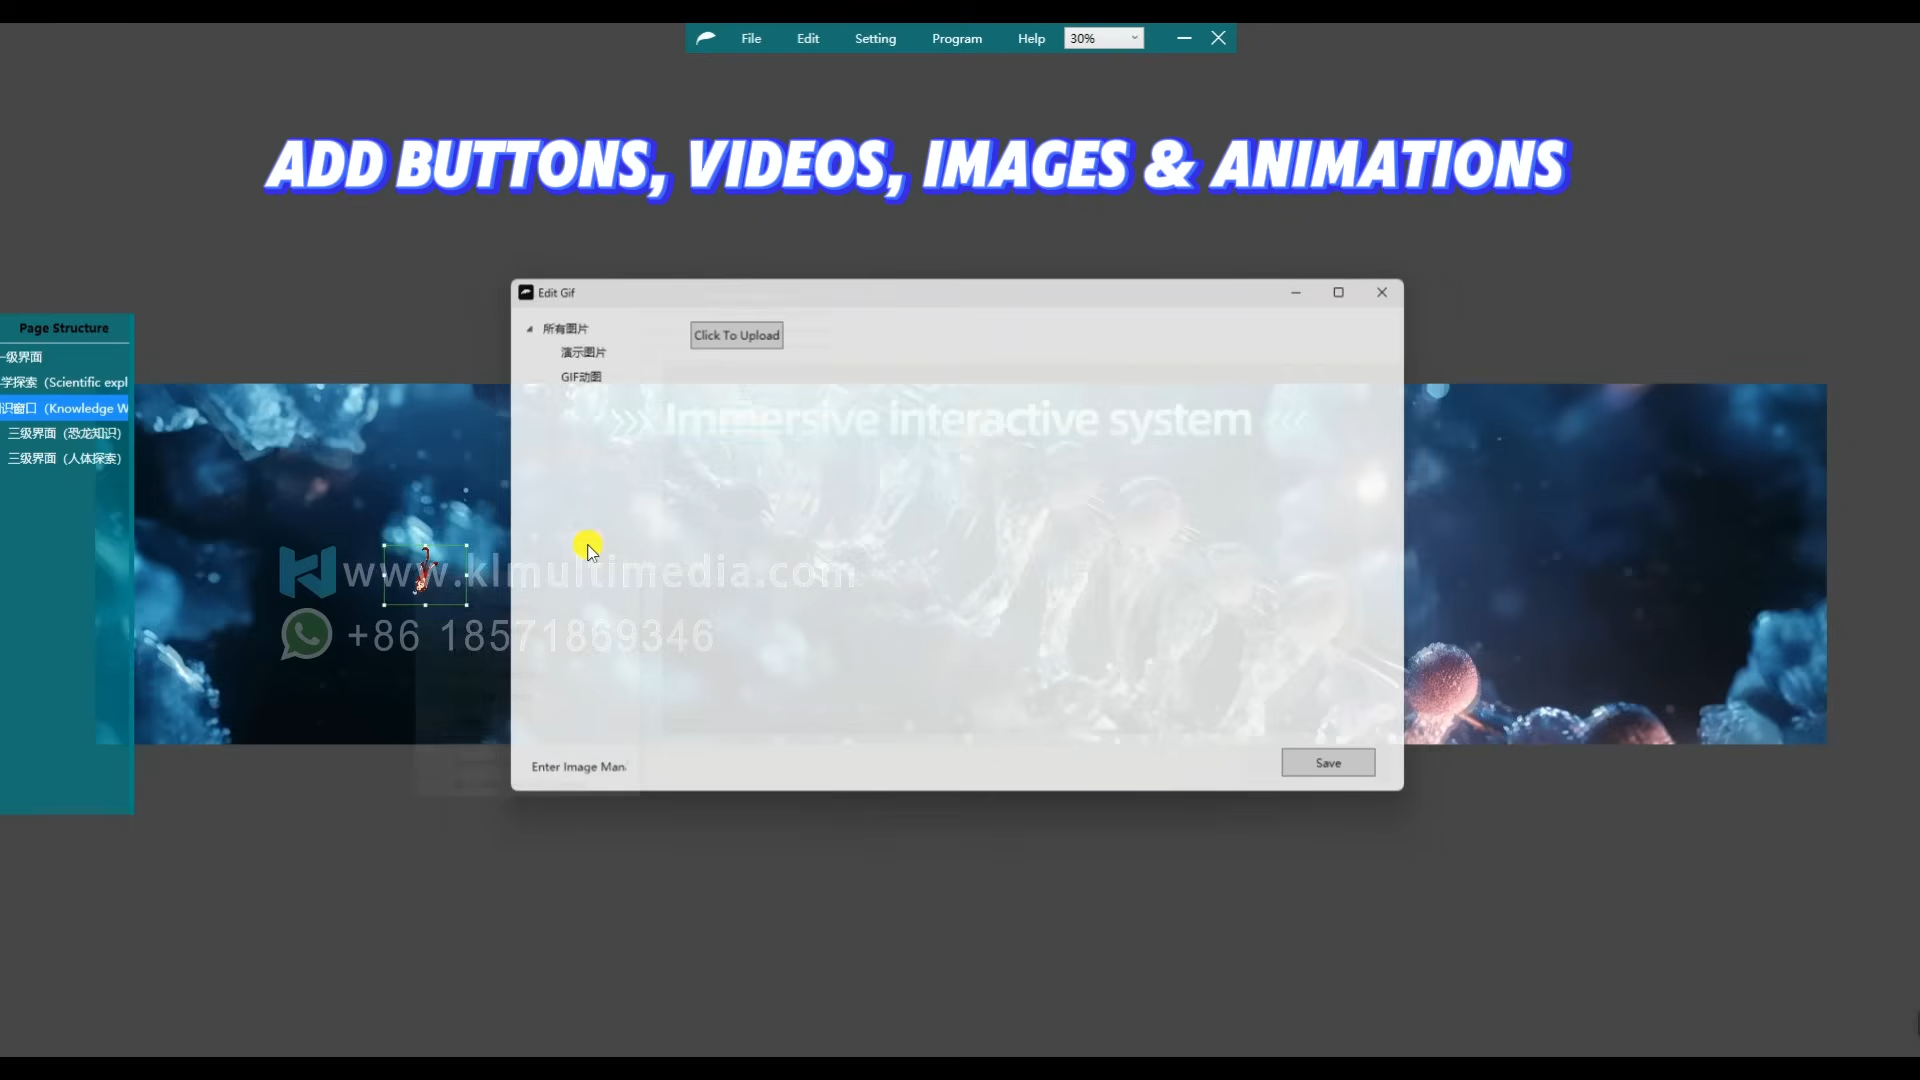 File Edit Setting Program Help 30%
ADD BUTTONS, VIDEOS, IMAGES & ANIMATIONS
Edit Gif
Page Structure
所有图片
Click To Upload
演示图片
GIF动图
一级界面
学探索（Scientific expl
识窗口（Knowledge W
三级界面（恐龙知识）
三级界面（人体探索）
Immersive interactive system
www.klmultimedia.com
+86 18571869346
Enter Image Man
Save